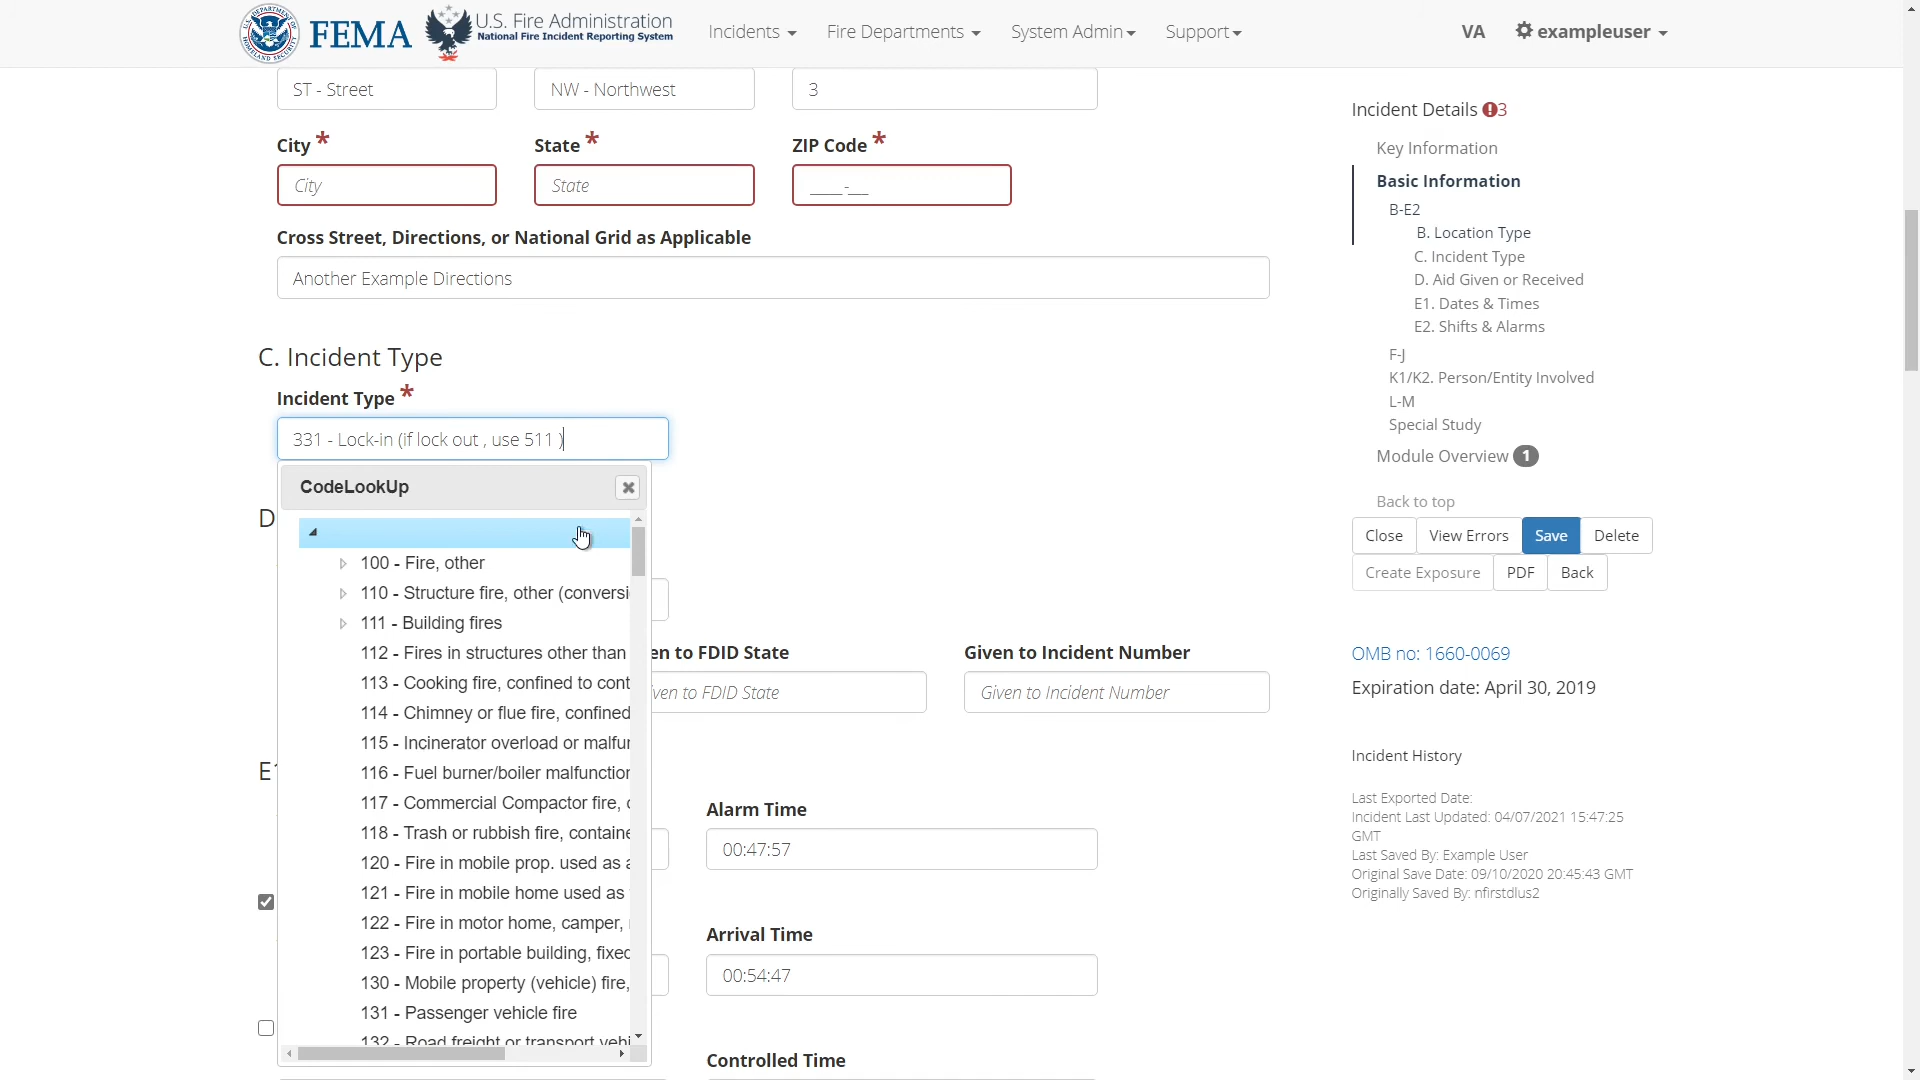 FEMA
U.S. Fire Administration
National Fire Incident Reporting System
Incidents
Fire Departments
System Admin
Support
VA
exampleuser
ST - Street
NW - Northwest
3
City *
State *
ZIP Code *
City
State
_____-____
Cross Street, Directions, or National Grid as Applicable
Another Example Directions
C. Incident Type
Incident Type *
331 - Lock-in (if lock out , use 511 )
CodeLookUp
D
100 - Fire, other
110 - Structure fire, other (conversi
111 - Building fires
112 - Fires in structures other than
113 - Cooking fire, confined to cont
114 - Chimney or flue fire, confined
115 - Incinerator overload or malfur
116 - Fuel burner/boiler malfunction
117 - Commercial Compactor fire, c
118 - Trash or rubbish fire, containe
120 - Fire in mobile prop. used as a
121 - Fire in mobile home used as
122 - Fire in motor home, camper,
123 - Fire in portable building, fixed
130 - Mobile property (vehicle) fire,
131 - Passenger vehicle fire
132 - Road freight or transport vehi
en to FDID State
Given to Incident Number
ven to FDID State
Given to Incident Number
E1
Alarm Time
00:47:57
Arrival Time
00:54:47
Controlled Time
Incident Details 3
Key Information
Basic Information
B-E2
B. Location Type
C. Incident Type
D. Aid Given or Received
E1. Dates & Times
E2. Shifts & Alarms
F-J
K1/K2. Person/Entity Involved
L-M
Special Study
Module Overview 1
Back to top
Close
View Errors
Save
Delete
Create Exposure
PDF
Back
OMB no: 1660-0069
Expiration date: April 30, 2019
Incident History
Last Exported Date:
Incident Last Updated: 04/07/2021 15:47:25
GMT
Last Saved By: Example User
Original Save Date: 09/10/2020 20:45:43 GMT
Originally Saved By: nfirstdlus2